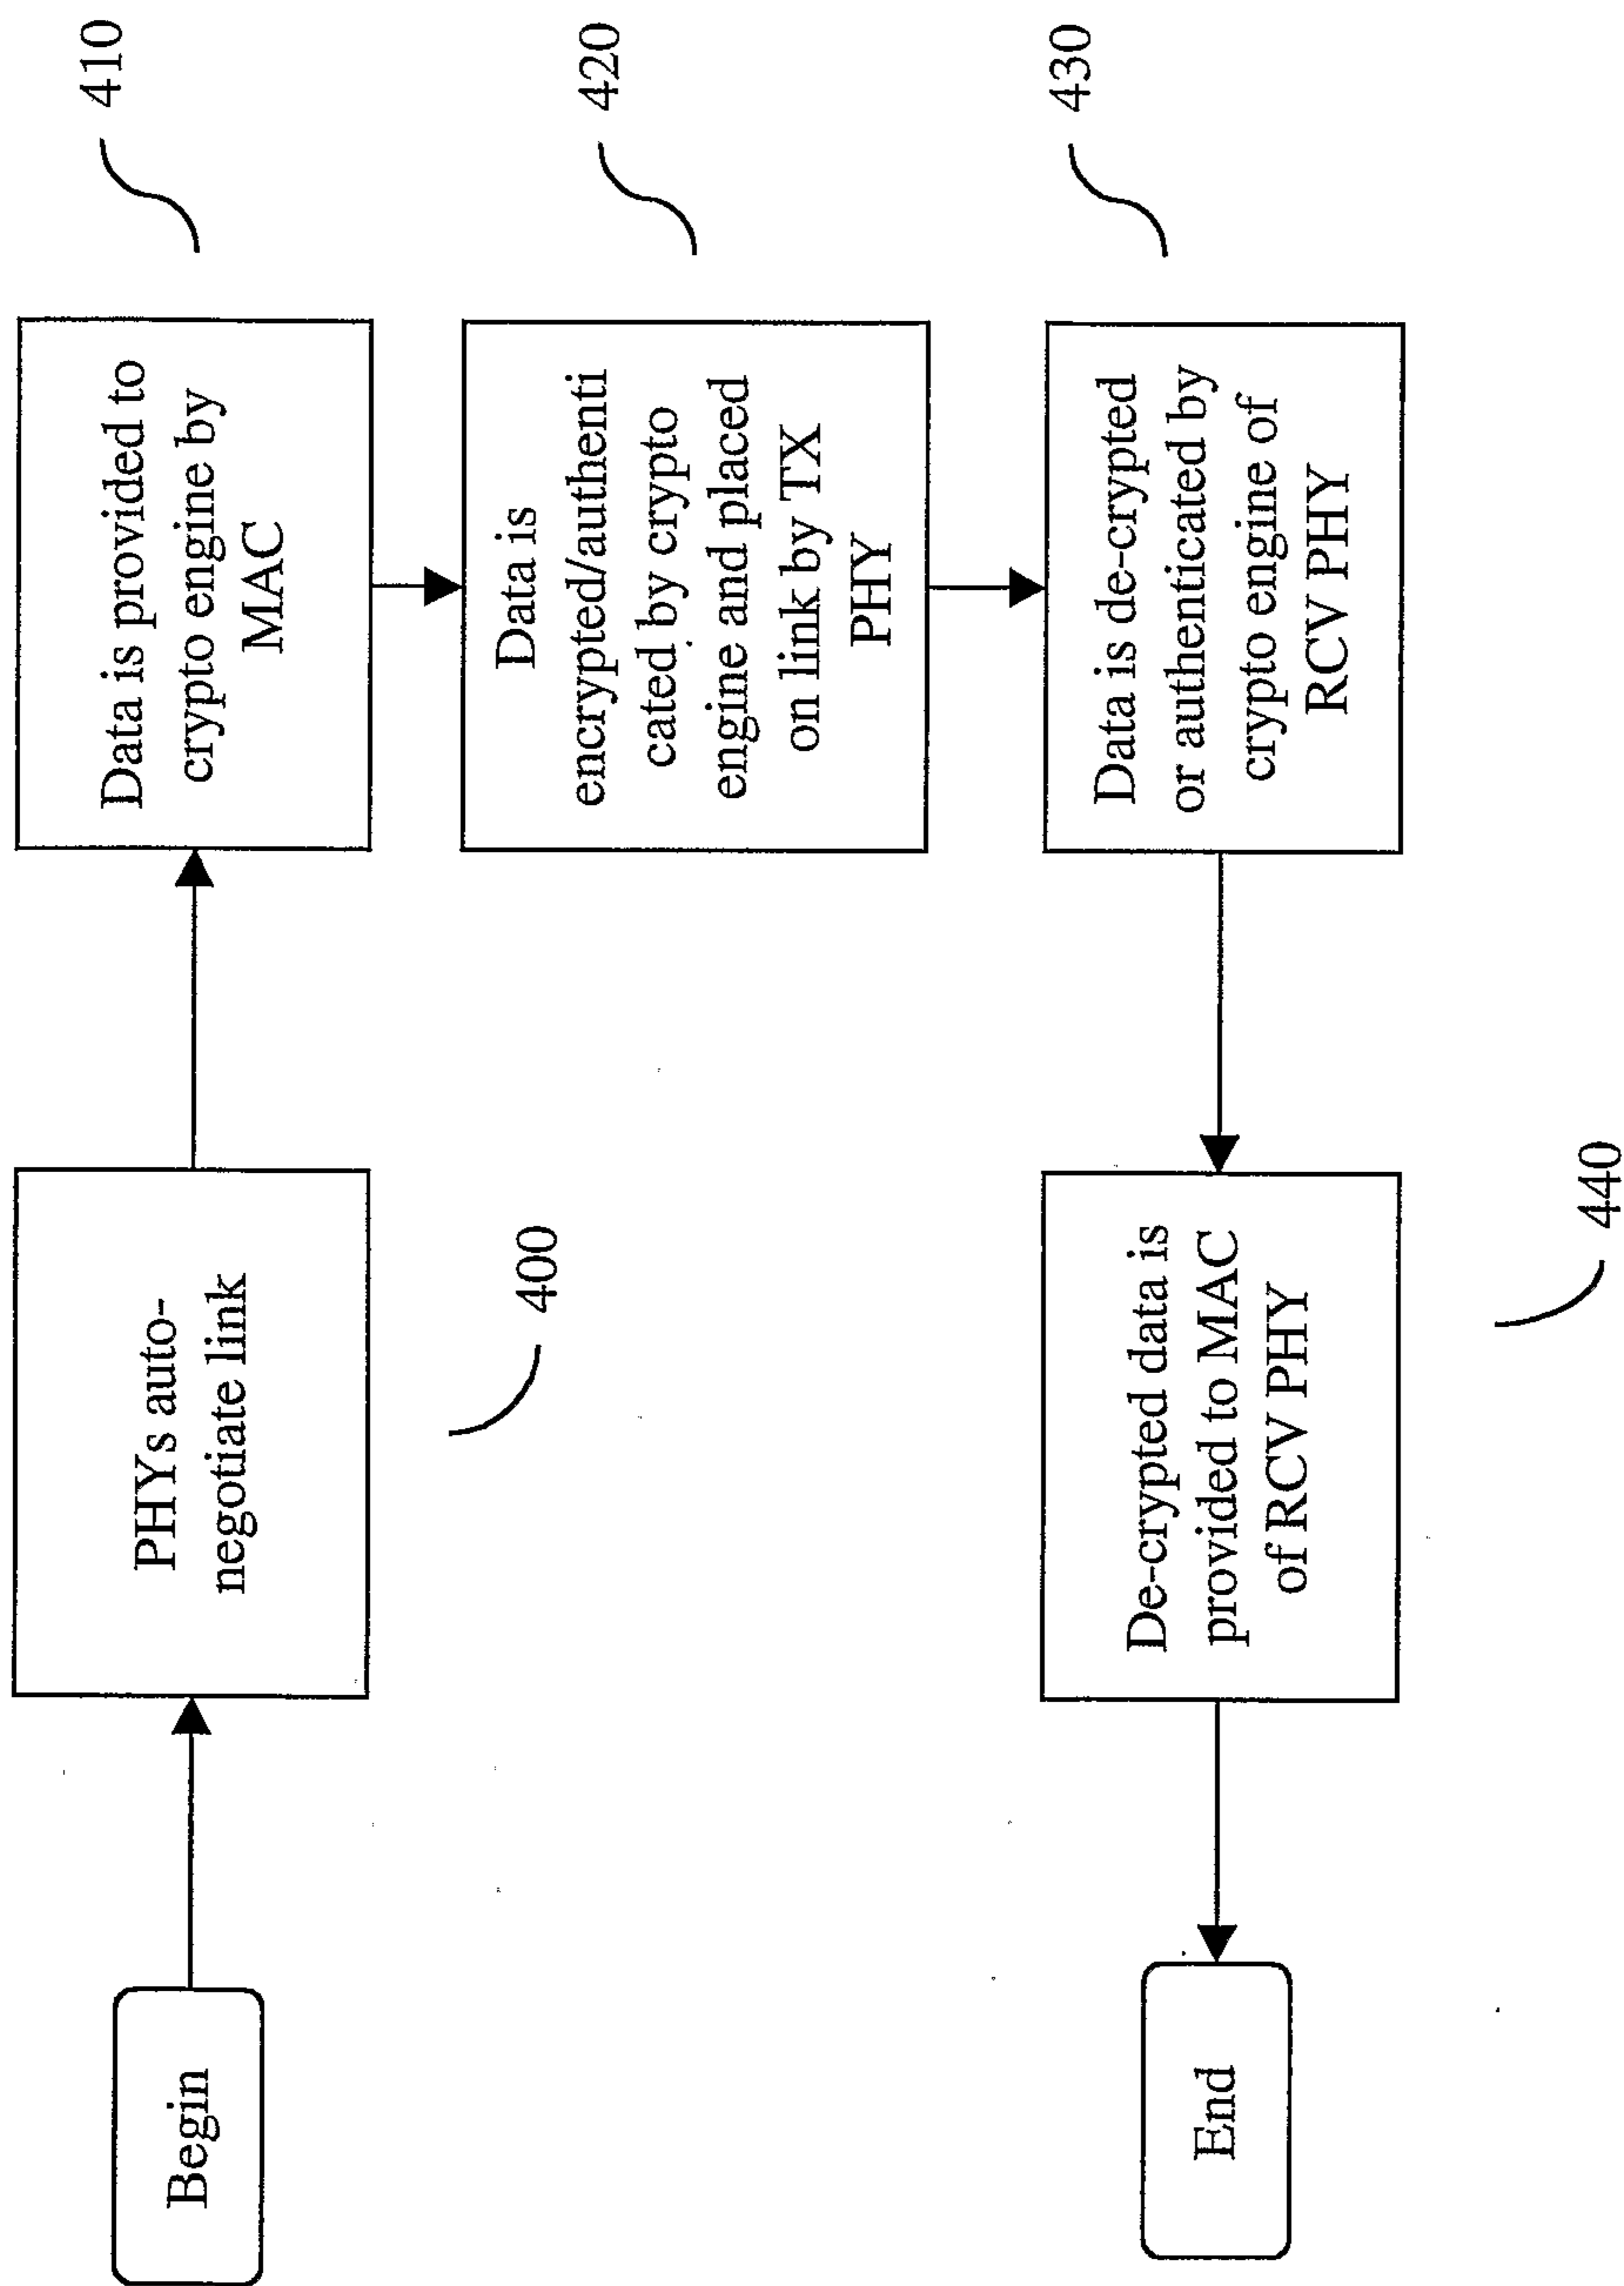 Begin
PHYs auto-
negotiate link
400
Data is provided to
crypto engine by
MAC
410
Data is
encrypted/authenti
cated by crypto
engine and placed
on link by TX
PHY
420
Data is de-crypted
or authenticated by
crypto engine of
RCV PHY
430
De-crypted data is
provided to MAC
of RCV PHY
440
End